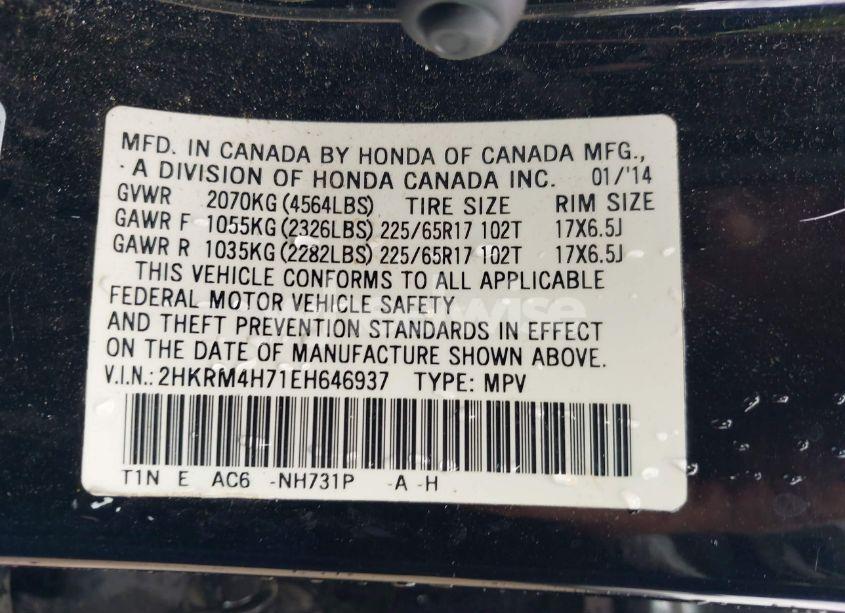 MFD. IN CANADA BY HONDA OF CANADA MFG.,
A DIVISION OF HONDA CANADA INC. 01/'14
GVWR 2070KG (4564LBS) TIRE SIZE RIM SIZE
GAWR F 1055KG (2326LBS) 225/65R17 102T 17X6.5J
GAWR R 1035KG (2282LBS) 225/65R17 102T 17X6.5J
THIS VEHICLE CONFORMS TO ALL APPLICABLE
FEDERAL MOTOR VEHICLE SAFETY
AND THEFT PREVENTION STANDARDS IN EFFECT
ON THE DATE OF MANUFACTURE SHOWN ABOVE.
V.I.N.: 2HKRM4H71EH646937 TYPE: MPV
T1N E AC6 -NH731P -A -H